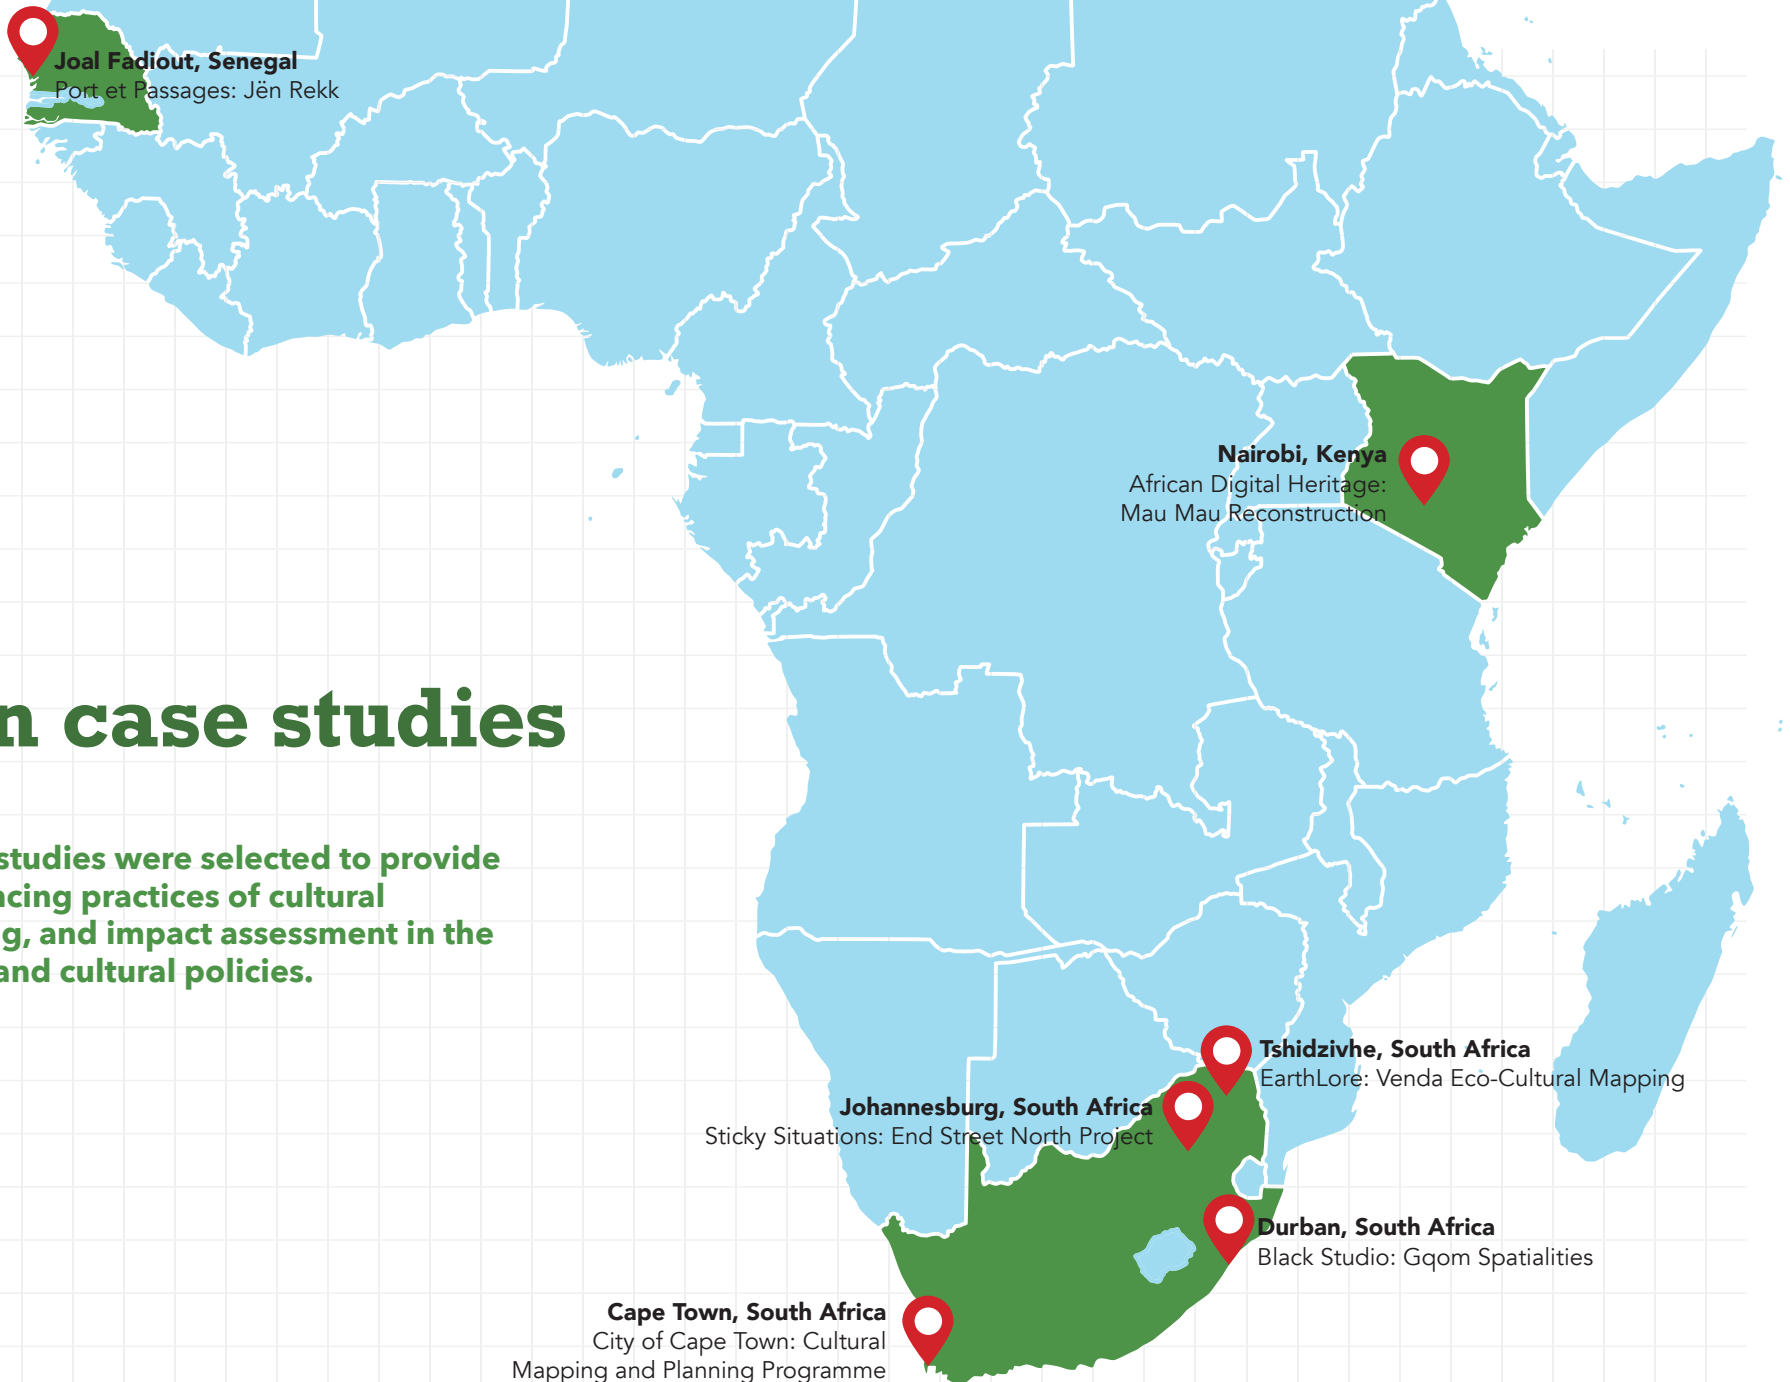 Joal Fadiout, Senegal
Port et Passages: Jën Rekk
Nairobi, Kenya
African Digital Heritage:
Mau Mau Reconstruction
n case studies
studies were selected to provide
ncing practices of cultural
g, and impact assessment in the
and cultural policies.
Tshidzivhe, South Africa
EarthLore: Venda Eco-Cultural Mapping
Johannesburg, South Africa
Sticky Situations: End Street North Project
Durban, South Africa
Black Studio: Gqom Spatialities
Cape Town, South Africa
City of Cape Town: Cultural
Mapping and Planning Programme